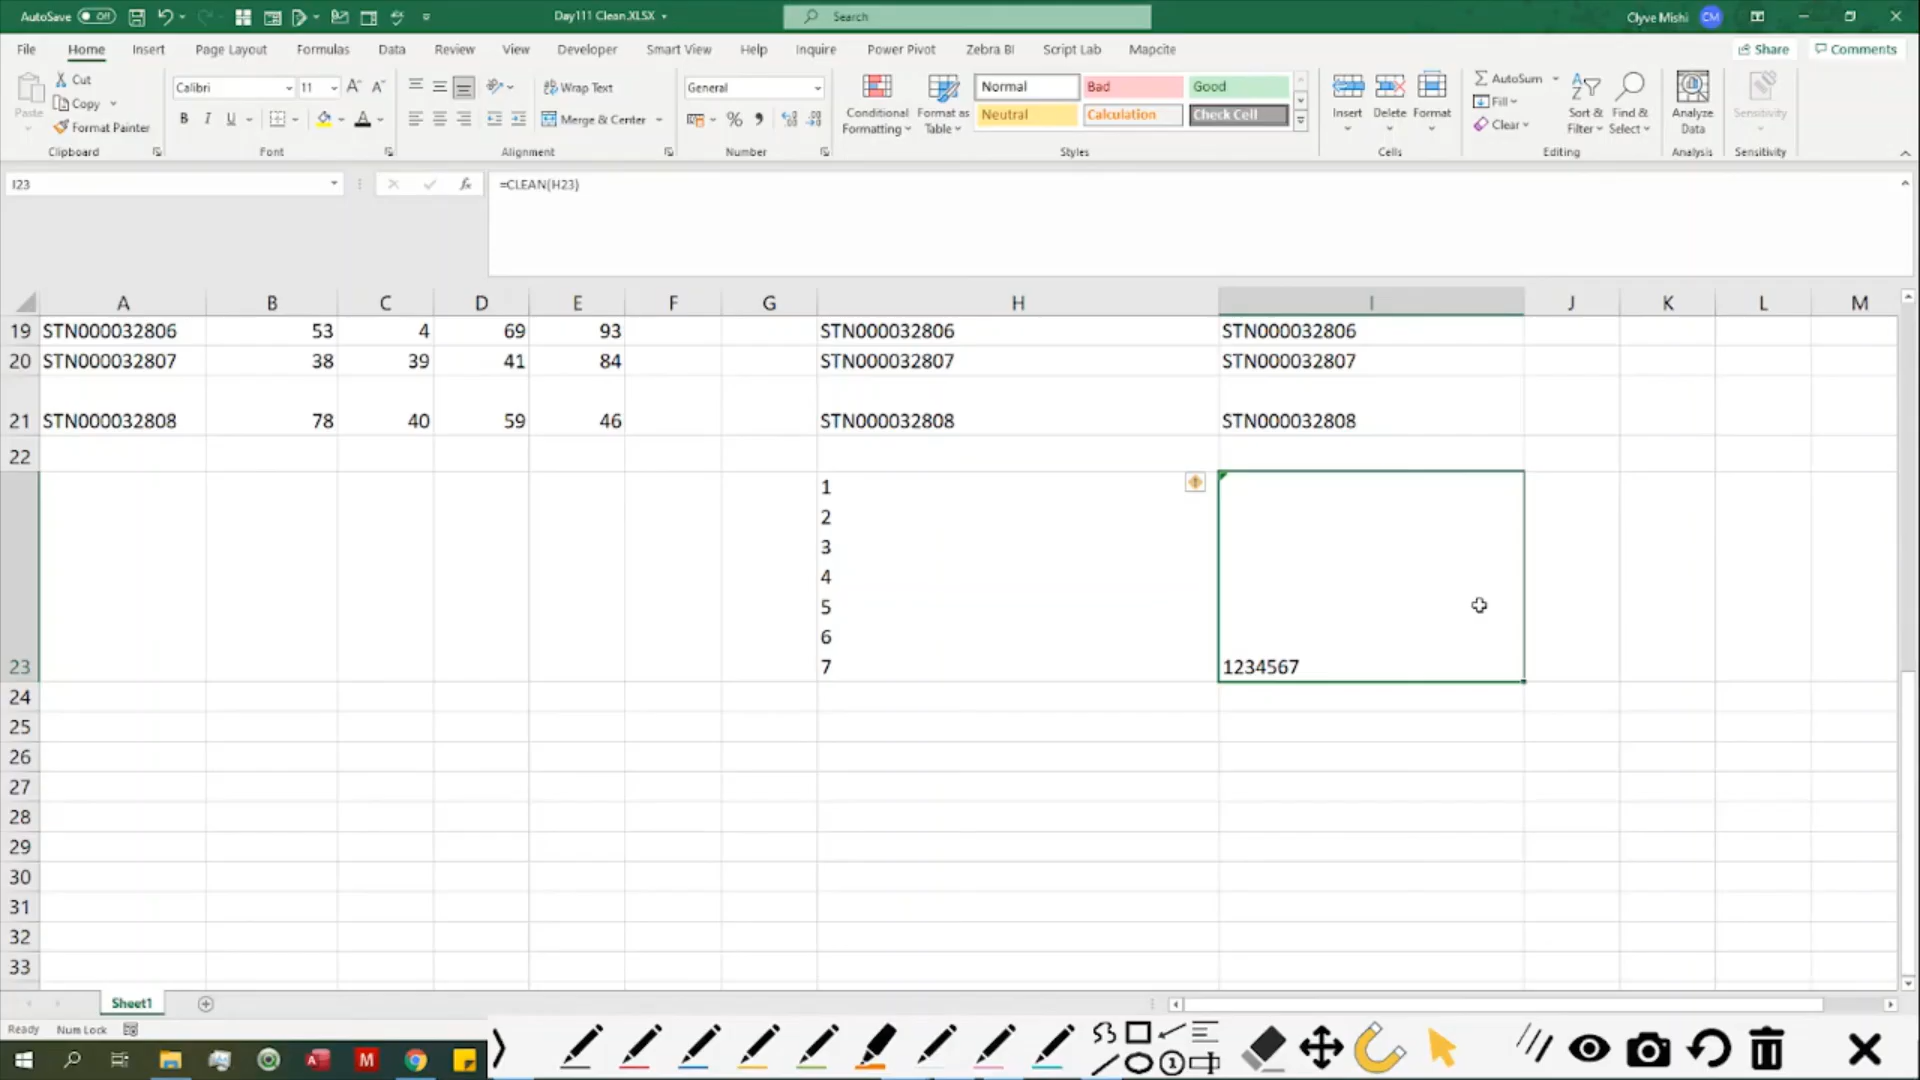 AutoSave Off Day111 Clean.XLSX Search Clyve Mishi CM
File Home Insert Page Layout Formulas Data Review View Developer Smart View Help Inquire Power Pivot Zebra BI Script Lab Mapcite Share Comments
Paste Cut Copy Format Painter Clipboard
Calibri 11 B I U A Font
Wrap Text Merge & Center Alignment
General % Number
Conditional Formatting Format as Table Normal Bad Good Neutral Calculation Check Cell Styles
Insert Delete Format Cells
AutoSum Fill Clear Sort & Filter Find & Select Editing
Analyze Data Analysis
Sensitivity Sensitivity
I23 fx =CLEAN(H23)
A B C D E F G H I J K L M
19 STN000032806 53 4 69 93 STN000032806 STN000032806
20 STN000032807 38 39 41 84 STN000032807 STN000032807
21 STN000032808 78 40 59 46 STN000032808 STN000032808
22
1
2
3
4
5
6
23 7 1234567
24
25
26
27
28
29
30
31
32
33
Sheet1
Ready Num Lock